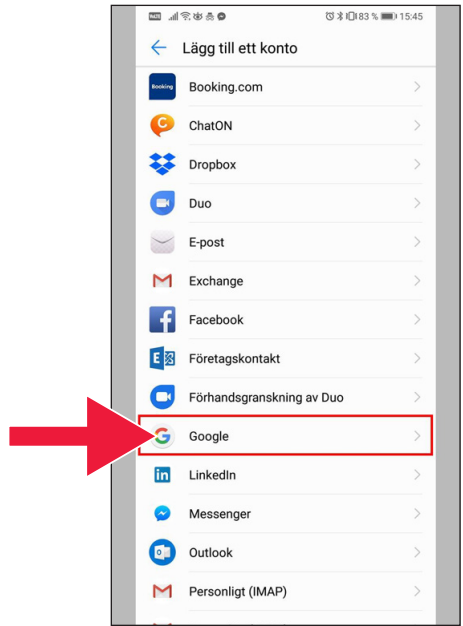 83 % 15:45
Lägg till ett konto
Booking.com
ChatON
Dropbox
Duo
E-post
Exchange
Facebook
Företagskontakt
Förhandsgranskning av Duo
Google
LinkedIn
Messenger
Outlook
Personligt (IMAP)